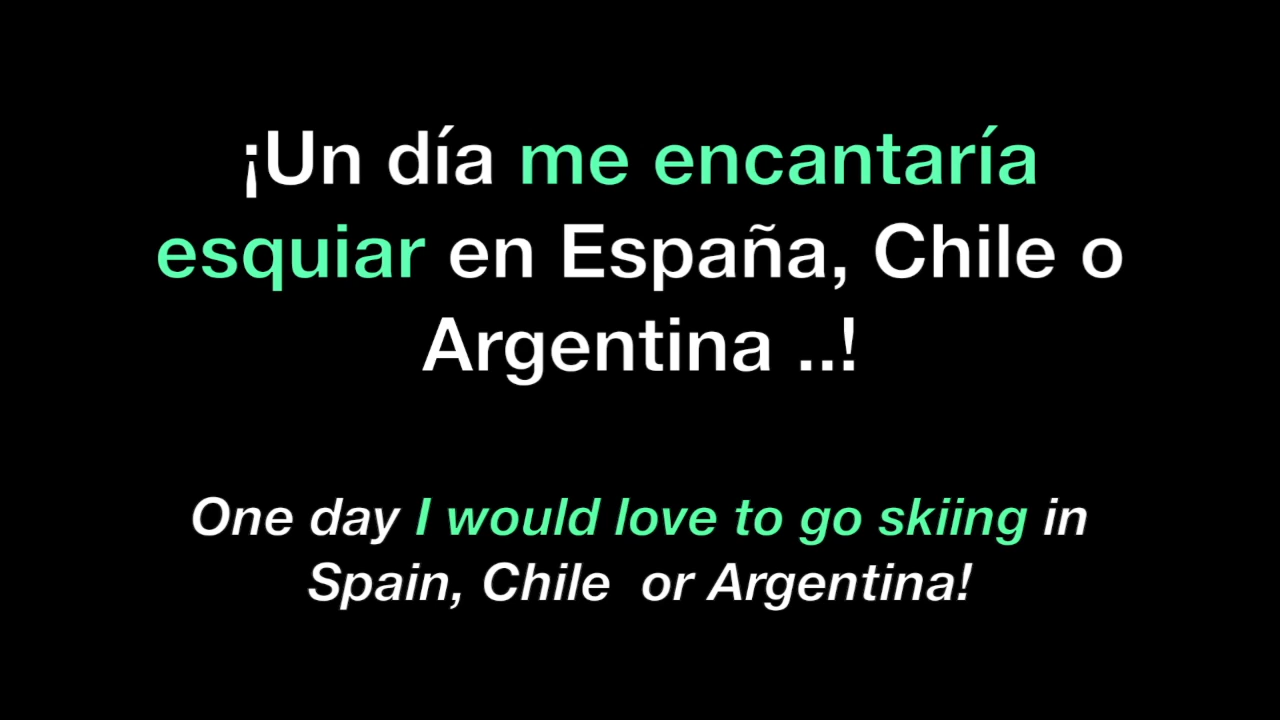 ¡Un día me encantaría
esquiar en España, Chile o
Argentina ..!
One day I would love to go skiing in
Spain, Chile  or Argentina!